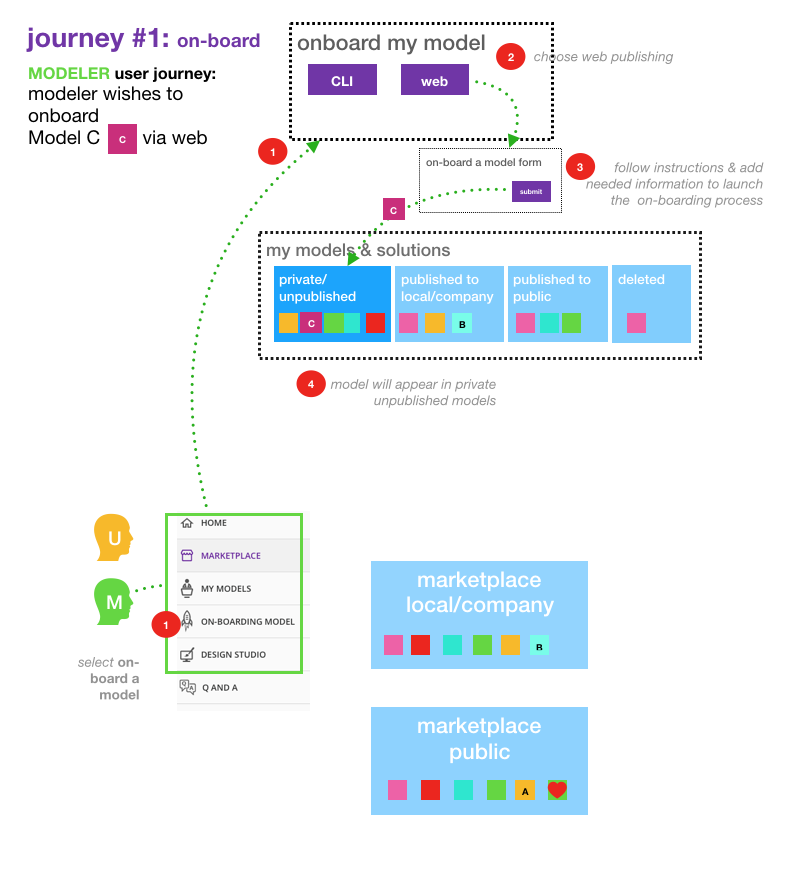 journey #1: on-board
MODELER user journey:
modeler wishes to
onboard
Model C C via web
onboard my model
CLI
web
2
choose web publishing
1
on-board a model form
submit
3
follow instructions & add
needed information to launch
the on-boarding process
C
my models & solutions
private/
unpublished
C
published to
local/company
B
published to
public
deleted
4
model will appear in private
unpublished models
U
M
1
select on-
board a
model
HOME
MARKETPLACE
MY MODELS
ON-BOARDING MODEL
DESIGN STUDIO
Q A
Q AND A
marketplace
local/company
B
marketplace
public
A